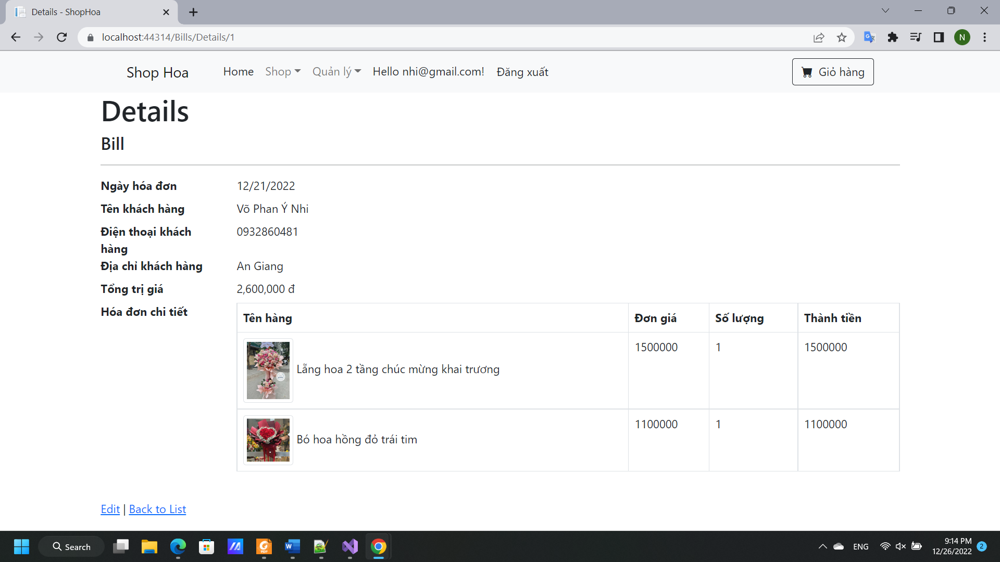 Details - ShopHoa
localhost:44314/Bills/Details/1
N
Shop Hoa Home Shop Quản lý Hello nhi@gmail.com! Đăng xuất Giỏ hàng
Details
Bill
Ngày hóa đơn 12/21/2022
Tên khách hàng Võ Phan Ý Nhi
Điện thoại khách 0932860481
hàng
Địa chỉ khách hàng An Giang
Tổng trị giá 2,600,000 đ
Hóa đơn chi tiết
Tên hàng Đơn giá Số lượng Thành tiền
Lẵng hoa 2 tầng chúc mừng khai trương 1500000 1 1500000
Bó hoa hồng đỏ trái tim 1100000 1 1100000
Edit | Back to List
Search
ENG
9:14 PM
12/26/2022
2